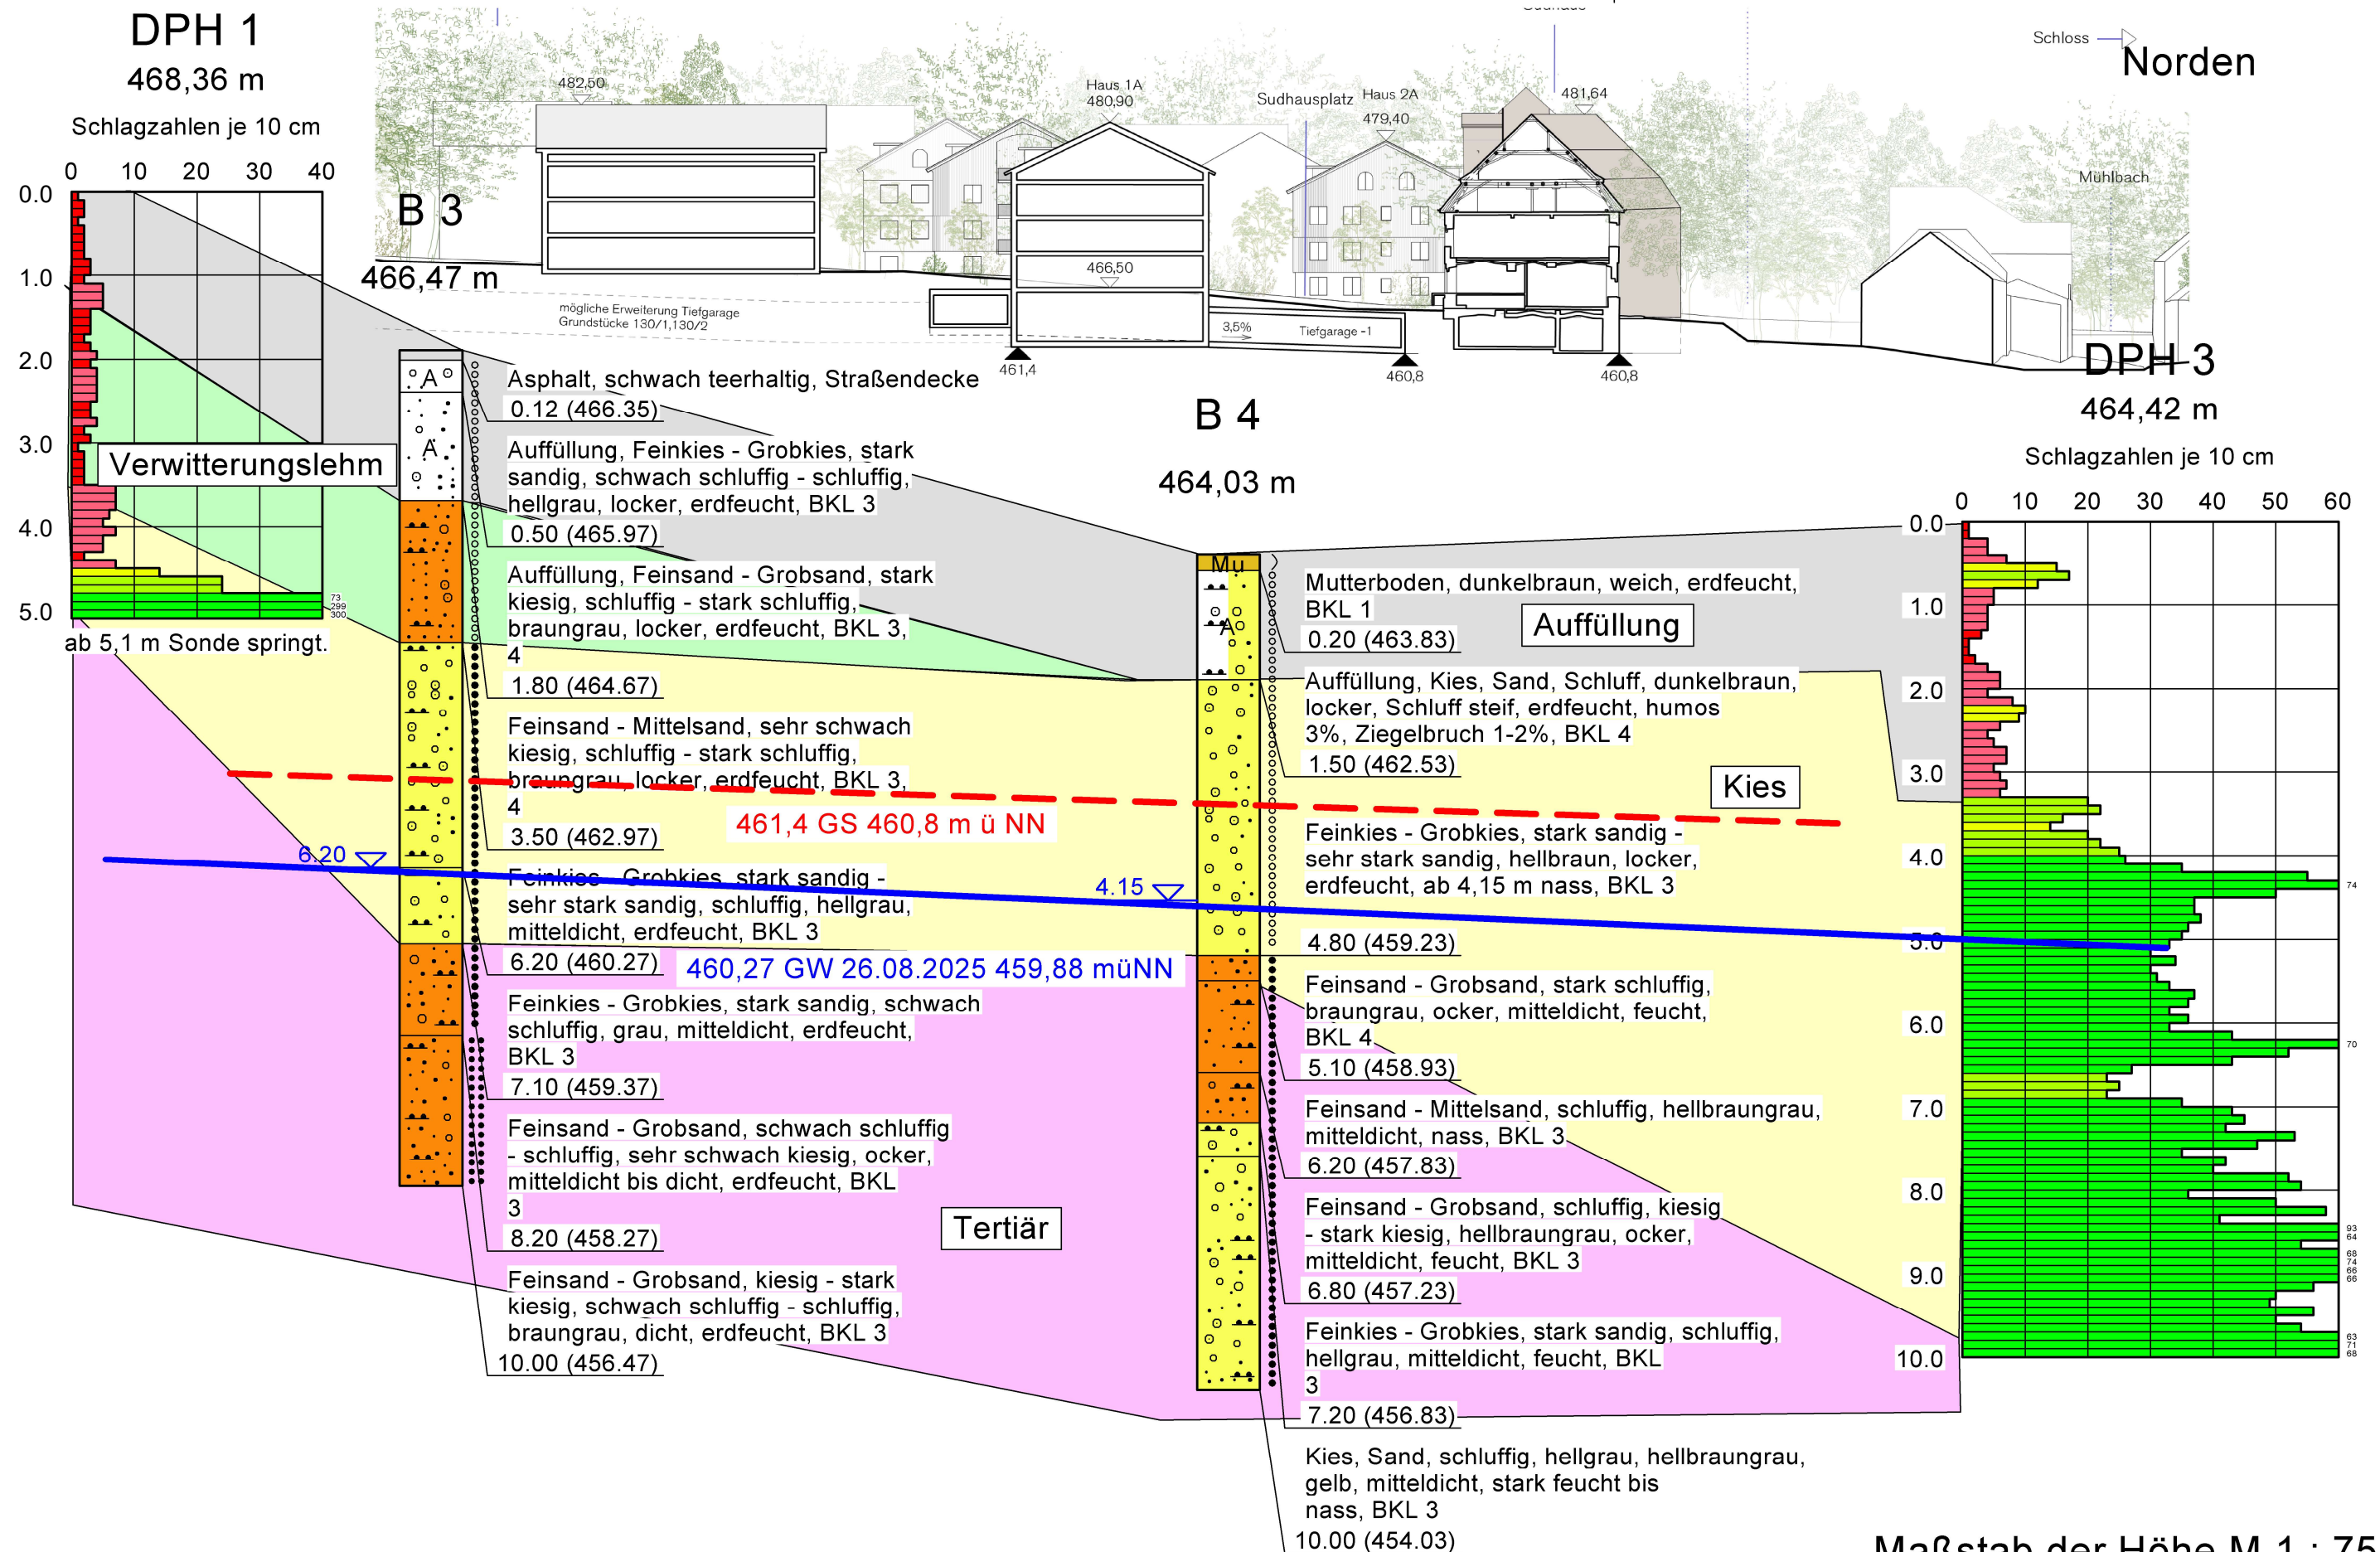 DPH 1
468,36 m
Schlagzahlen je 10 cm
0 10 20 30 40
0.0
1.0
2.0
3.0
4.0
5.0
73
299
300
ab 5,1 m Sonde springt.
Verwitterungslehm
482,50
Haus 1A
480,90
Sudhausplatz
Haus 2A
479,40
481,64
Schloss
Norden
Mühlbach
466,50
mögliche Erweiterung Tiefgarage
Grundstücke 130/1,130/2
3,5%
Tiefgarage -1
461,4
460,8
460,8
B 3
466,47 m
A
A
Asphalt, schwach teerhaltig, Straßendecke
0.12 (466.35)
Auffüllung, Feinkies - Grobkies, stark
sandig, schwach schluffig - schluffig,
hellgrau, locker, erdfeucht, BKL 3
0.50 (465.97)
Auffüllung, Feinsand - Grobsand, stark
kiesig, schluffig - stark schluffig,
braungrau, locker, erdfeucht, BKL 3,
4
1.80 (464.67)
Feinsand - Mittelsand, sehr schwach
kiesig, schluffig - stark schluffig,
braungrau, locker, erdfeucht, BKL 3,
4
3.50 (462.97)
Feinkies - Grobkies, stark sandig -
sehr stark sandig, schluffig, hellgrau,
mitteldicht, erdfeucht, BKL 3
6.20 (460.27)
Feinkies - Grobkies, stark sandig, schwach
schluffig, grau, mitteldicht, erdfeucht,
BKL 3
7.10 (459.37)
Feinsand - Grobsand, schwach schluffig
- schluffig, sehr schwach kiesig, ocker,
mitteldicht bis dicht, erdfeucht, BKL
3
8.20 (458.27)
Feinsand - Grobsand, kiesig - stark
kiesig, schwach schluffig - schluffig,
braungrau, dicht, erdfeucht, BKL 3
10.00 (456.47)
6.20
461,4 GS 460,8 m ü NN
460,27 GW 26.08.2025 459,88 müNN
Tertiär
B 4
464,03 m
Mu
A
4.15
Mutterboden, dunkelbraun, weich, erdfeucht,
BKL 1
0.20 (463.83)
Auffüllung
Auffüllung, Kies, Sand, Schluff, dunkelbraun,
locker, Schluff steif, erdfeucht, humos
3%, Ziegelbruch 1-2%, BKL 4
1.50 (462.53)
Kies
Feinkies - Grobkies, stark sandig -
sehr stark sandig, hellbraun, locker,
erdfeucht, ab 4,15 m nass, BKL 3
4.80 (459.23)
Feinsand - Grobsand, stark schluffig,
braungrau, ocker, mitteldicht, feucht,
BKL 4
5.10 (458.93)
Feinsand - Mittelsand, schluffig, hellbraungrau,
mitteldicht, nass, BKL 3
6.20 (457.83)
Feinsand - Grobsand, schluffig, kiesig
- stark kiesig, hellbraungrau, ocker,
mitteldicht, feucht, BKL 3
6.80 (457.23)
Feinkies - Grobkies, stark sandig, schluffig,
hellgrau, mitteldicht, feucht, BKL
3
7.20 (456.83)
Kies, Sand, schluffig, hellgrau, hellbraungrau,
gelb, mitteldicht, stark feucht bis
nass, BKL 3
10.00 (454.03)
DPH 3
464,42 m
Schlagzahlen je 10 cm
0 10 20 30 40 50 60
0.0
1.0
2.0
3.0
4.0
5.0
6.0
7.0
8.0
9.0
10.0
74
70
93
64
68
74
66
66
63
71
68
Maßstab der Höhe M 1 : 75